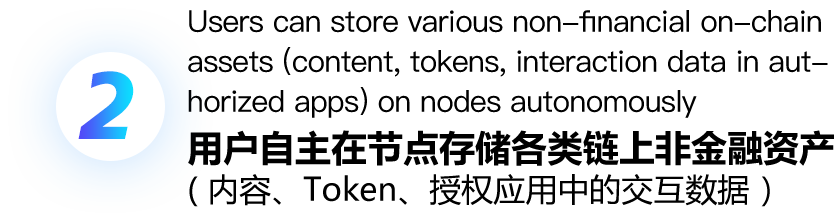 2
Users can store various non-financial on-chain
assets (content, tokens, interaction data in aut-
horized apps) on nodes autonomously
用户自主在节点存储各类链上非金融资产
( 内容、Token、授权应用中的交互数据 )